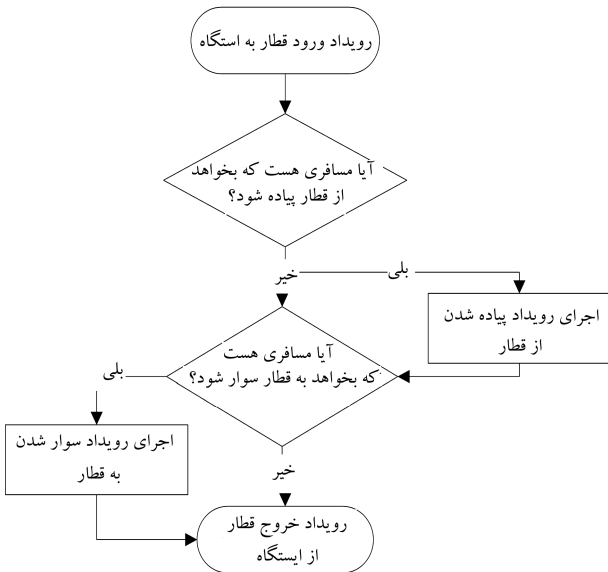 رویداد ورود قطار به استگاه
آیا مسافری هست که بخواهد
از قطار پیاده شود؟
خیر
بلی
اجرای رویداد پیاده شدن
از قطار
آیا مسافری هست
که بخواهد به قطار سوار شود؟
بلی
اجرای رویداد سوار شدن
به قطار
خیر
رویداد خروج قطار
از ایستگاه